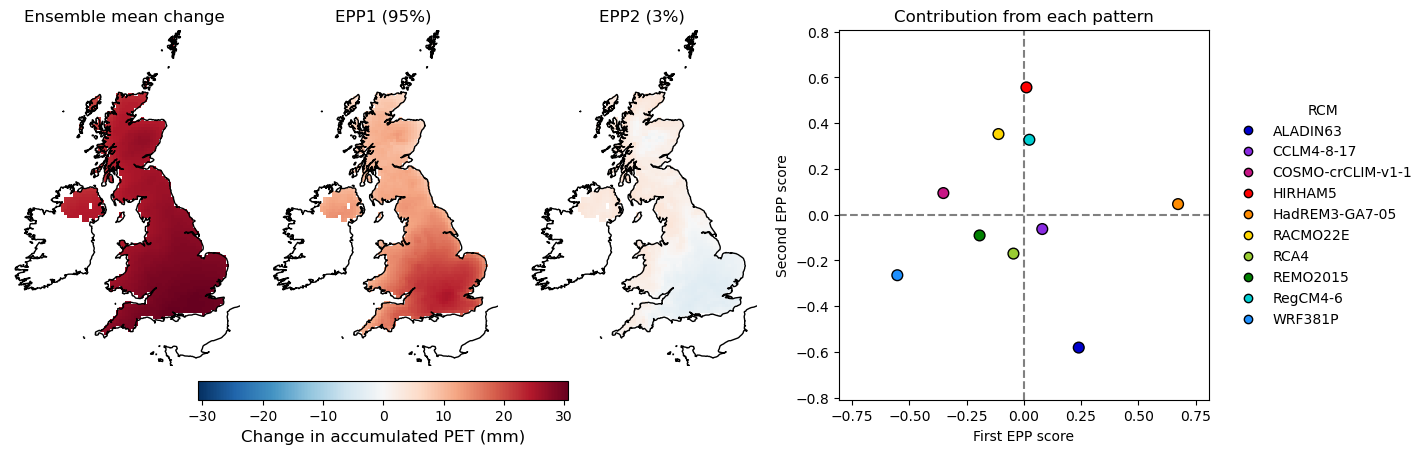 Ensemble mean change
EPP1 (95%)
EPP2 (3%)
−30 −20 −10 0 10 20 30
Change in accumulated PET (mm)
Contribution from each pattern
0.8
0.6
0.4
0.2
0.0
−0.2
−0.4
−0.6
−0.8
Second EPP score
−0.75 −0.50 −0.25 0.00 0.25 0.50 0.75
First EPP score
RCM
ALADIN63
CCLM4-8-17
COSMO-crCLIM-v1-1
HIRHAM5
HadREM3-GA7-05
RACMO22E
RCA4
REMO2015
RegCM4-6
WRF381P